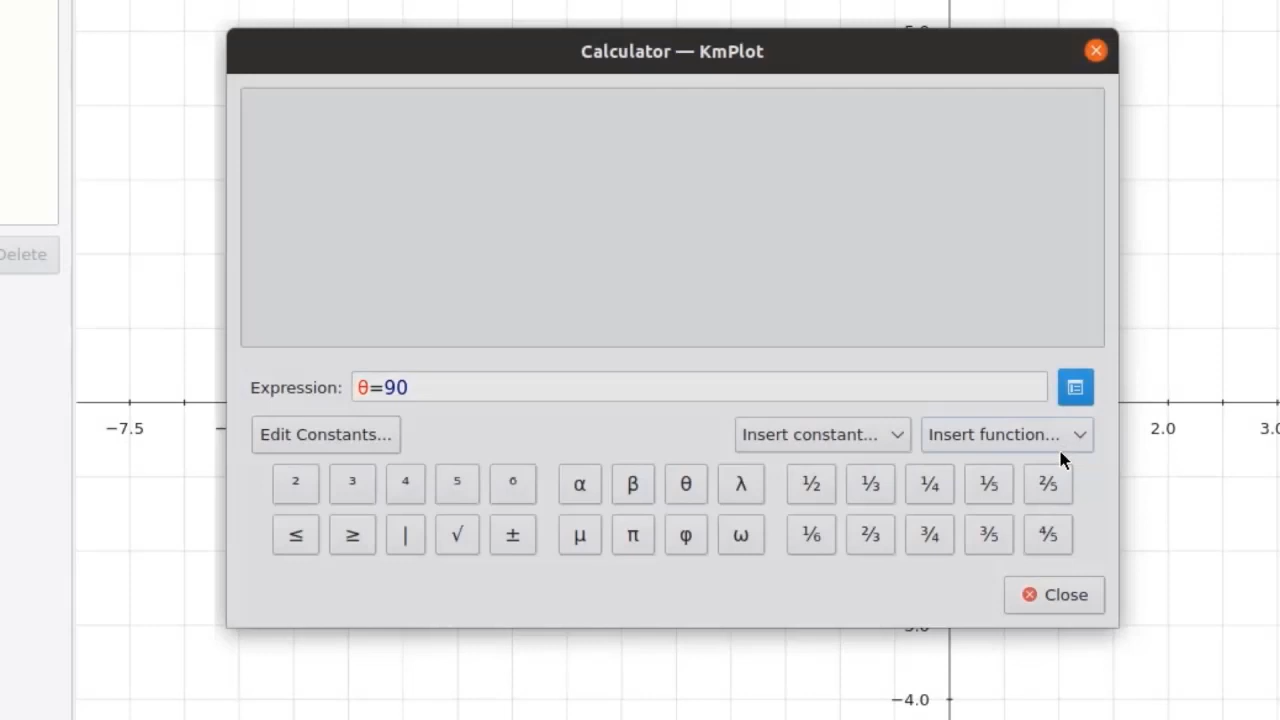 5.0
Calculator — KmPlot
Delete
Expression: θ=90
−7.5
2.0
3.0
Edit Constants...
Insert constant...
Insert function...
² ³ ⁴ ⁵ ⁶ α β θ λ ½ ⅓ ¼ ⅕ ⅖
≤ ≥ | √ ± μ π φ ω ⅙ ⅔ ¾ ⅗ ⅘
Close
−4.0